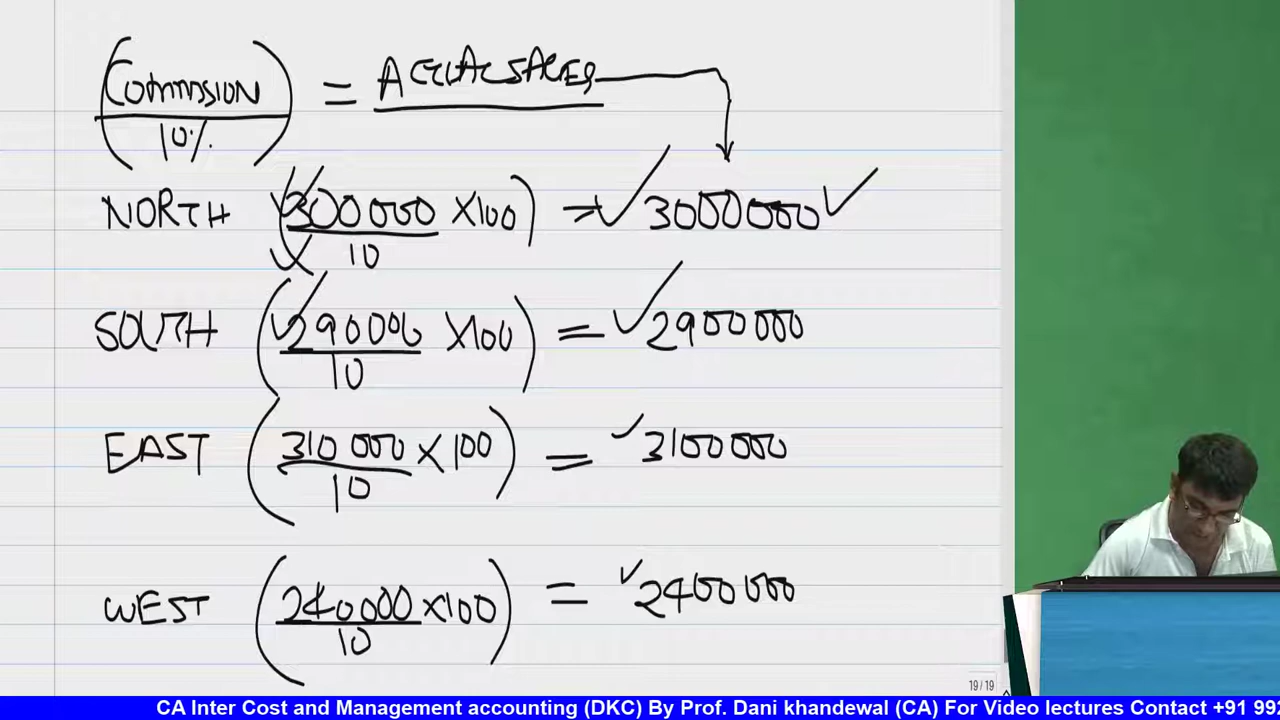 (COMMISSION / 10%) = ACTUAL SALES
NORTH (300000 / 10 X100) = 3000000
SOUTH (290000 / 10 X100) = 2900000
EAST (310000 / 10 X 100) = 3100000
WEST (240000 / 10 X100) = 2400000
19/19
CA Inter Cost and Management accounting (DKC) By Prof. Dani khandewal (CA) For Video lectures Contact +91 992